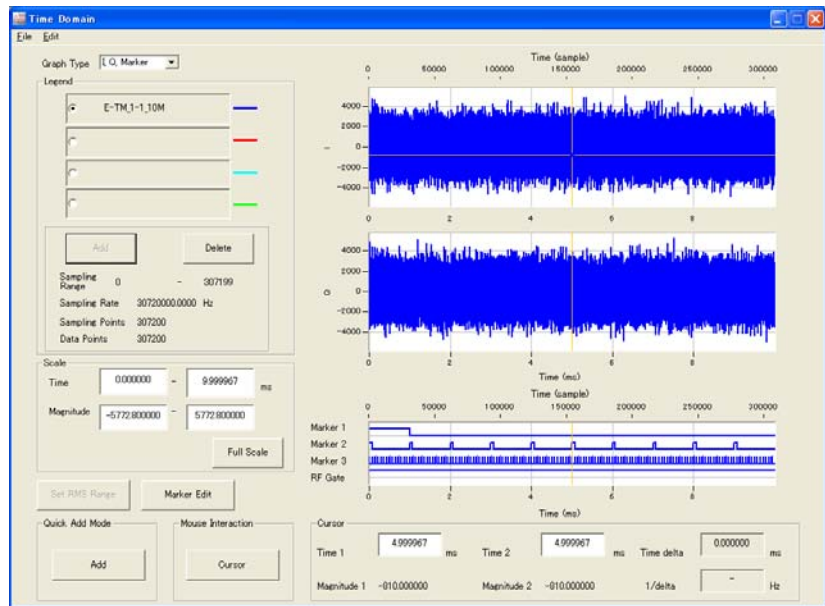 Time Domain
File Edit
Graph Type I, Q, Marker
Legend
E-TM_1-1_10M
Add Delete
Sampling Range 0 - 307199
Sampling Rate 30720000.0000 Hz
Sampling Points 307200
Data Points 307200
Scale
Time 0.000000 - 9.999967 ms
Magnitude -5772.800000 - 5772.800000
Full Scale
Set RMS Range Marker Edit
Quick Add Mode
Add
Mouse Interaction
Cursor
Time (sample)
0 50000 100000 150000 200000 250000 300000
4000
2000
0
-2000
-4000
I
0 2 4 6 8
4000
2000
0
-2000
-4000
Q
0 2 4 6 8
Time (ms)
Time (sample)
0 50000 100000 150000 200000 250000 300000
Marker 1
Marker 2
Marker 3
RF Gate
0 2 4 6 8
Time (ms)
Cursor
Time 1 4.999967 ms Time 2 4.999967 ms Time delta 0.000000 ms
Magnitude 1 -810.000000 Magnitude 2 -810.000000 1/delta - Hz